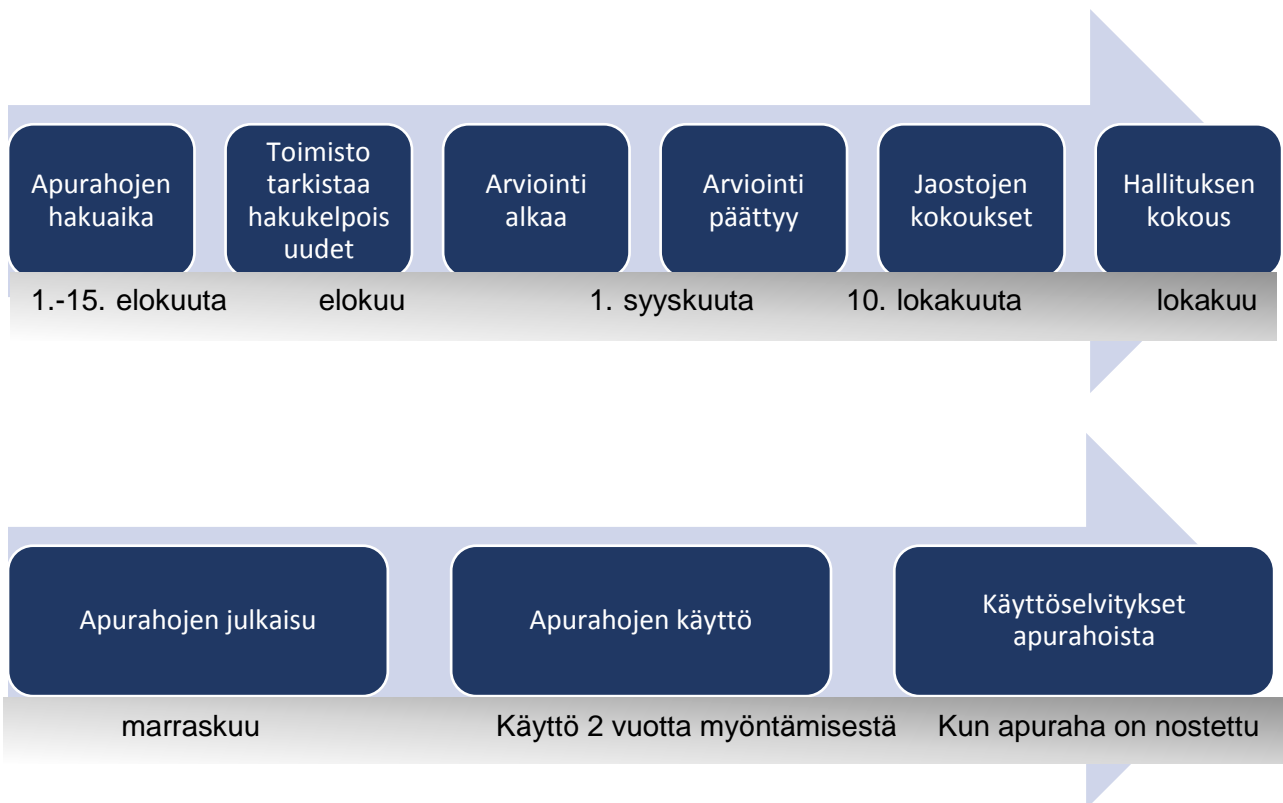 Apurahojen
hakuaika
Toimisto
tarkistaa
hakukelpois
uudet
Arviointi
alkaa
Arviointi
päättyy
Jaostojen
kokoukset
Hallituksen
kokous
1.-15. elokuuta
elokuu
1. syyskuuta
10. lokakuuta
lokakuu
Apurahojen julkaisu
Apurahojen käyttö
Käyttöselvitykset
apurahoista
marraskuu
Käyttö 2 vuotta myöntämisestä
Kun apuraha on nostettu